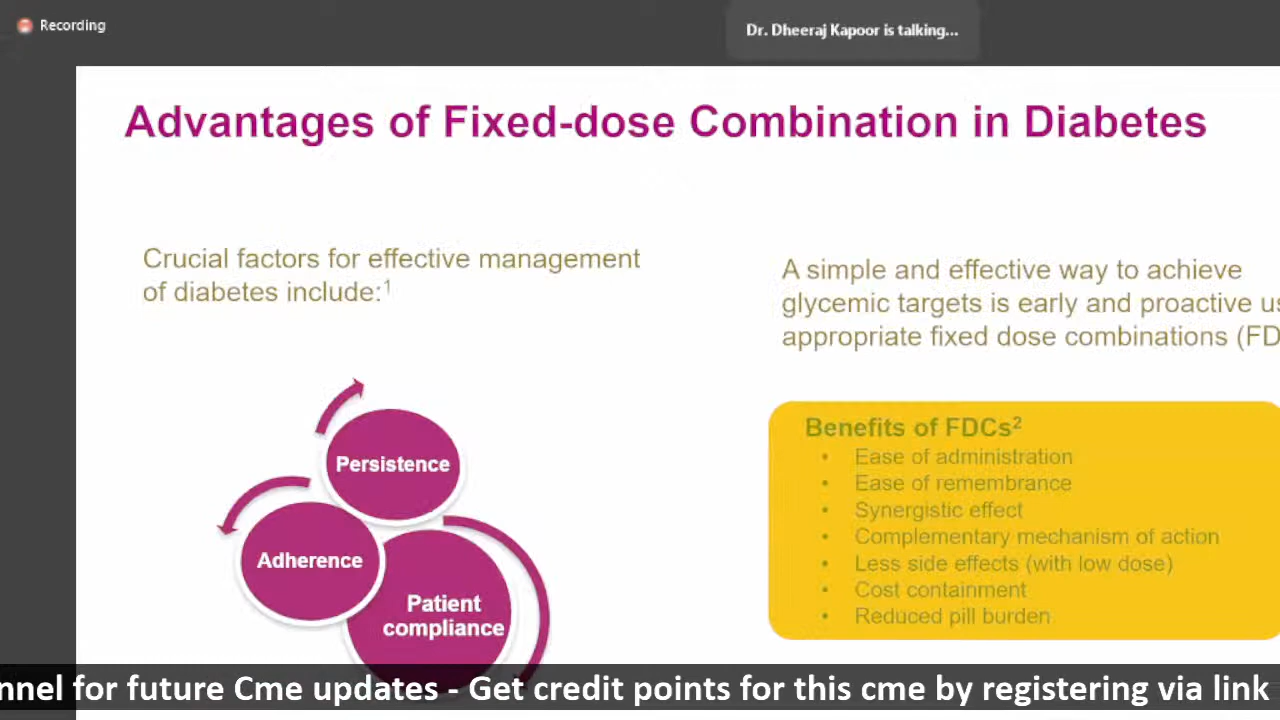 Recording
Dr. Dheeraj Kapoor is talking...
Advantages of Fixed-dose Combination in Diabetes
Crucial factors for effective management
of diabetes include:1
Persistence
Adherence
Patient
compliance
A simple and effective way to achieve
glycemic targets is early and proactive us
appropriate fixed dose combinations (FD
Benefits of FDCs2
• Ease of administration
• Ease of remembrance
• Synergistic effect
• Complementary mechanism of action
• Less side effects (with low dose)
• Cost containment
• Reduced pill burden
nnel for future Cme updates - Get credit points for this cme by registering via link